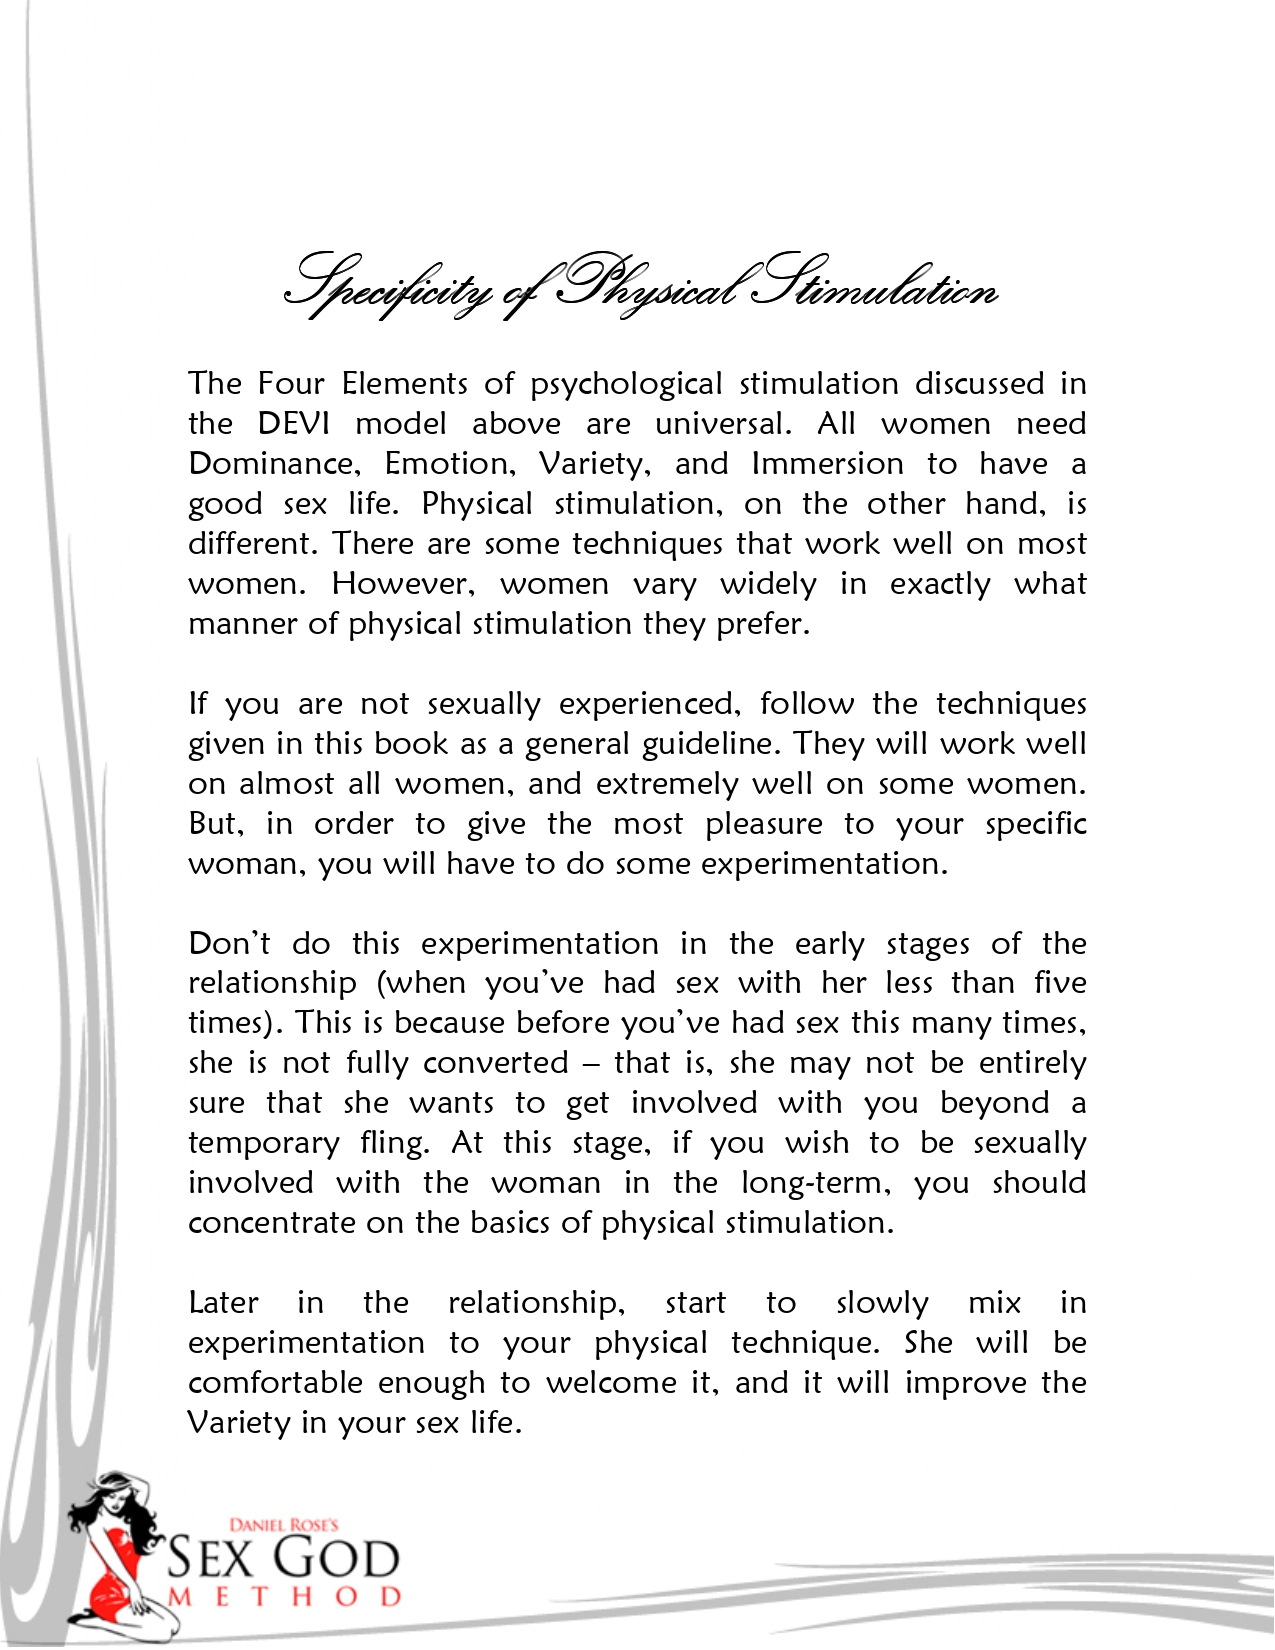 Specificity of Physical Stimulation
The Four Elements of psychological stimulation discussed in
the DEVI model above are universal. All women need
Dominance, Emotion, Variety, and Immersion to have a
good sex life. Physical stimulation, on the other hand, is
different. There are some techniques that work well on most
women. However, women vary widely in exactly what
manner of physical stimulation they prefer.
If you are not sexually experienced, follow the techniques
given in this book as a general guideline. They will work well
on almost all women, and extremely well on some women.
But, in order to give the most pleasure to your specific
woman, you will have to do some experimentation.
Don’t do this experimentation in the early stages of the
relationship (when you’ve had sex with her less than five
times). This is because before you’ve had sex this many times,
she is not fully converted – that is, she may not be entirely
sure that she wants to get involved with you beyond a
temporary fling. At this stage, if you wish to be sexually
involved with the woman in the long-term, you should
concentrate on the basics of physical stimulation.
Later in the relationship, start to slowly mix in
experimentation to your physical technique. She will be
comfortable enough to welcome it, and it will improve the
Variety in your sex life.
DANIEL ROSE'S
SEX GOD
METHOD